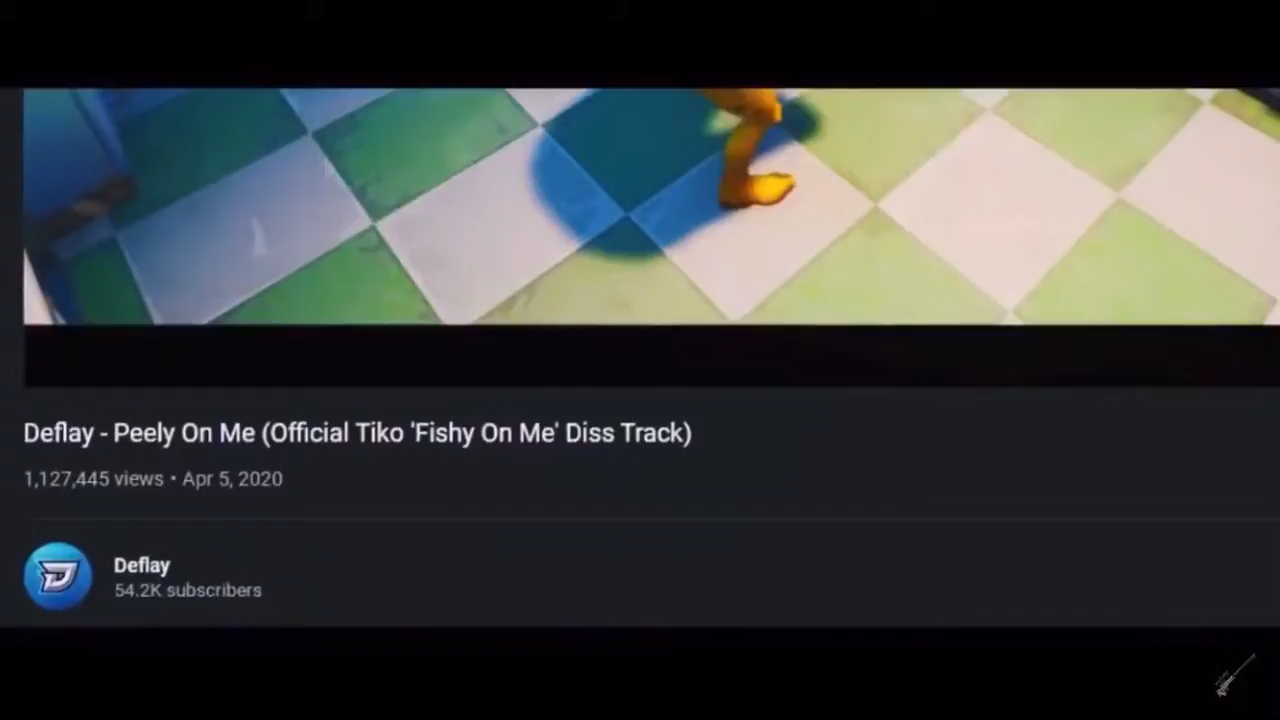 Deflay - Peely On Me (Official Tiko 'Fishy On Me' Diss Track)
1,127,445 views • Apr 5, 2020
Deflay
54.2K subscribers